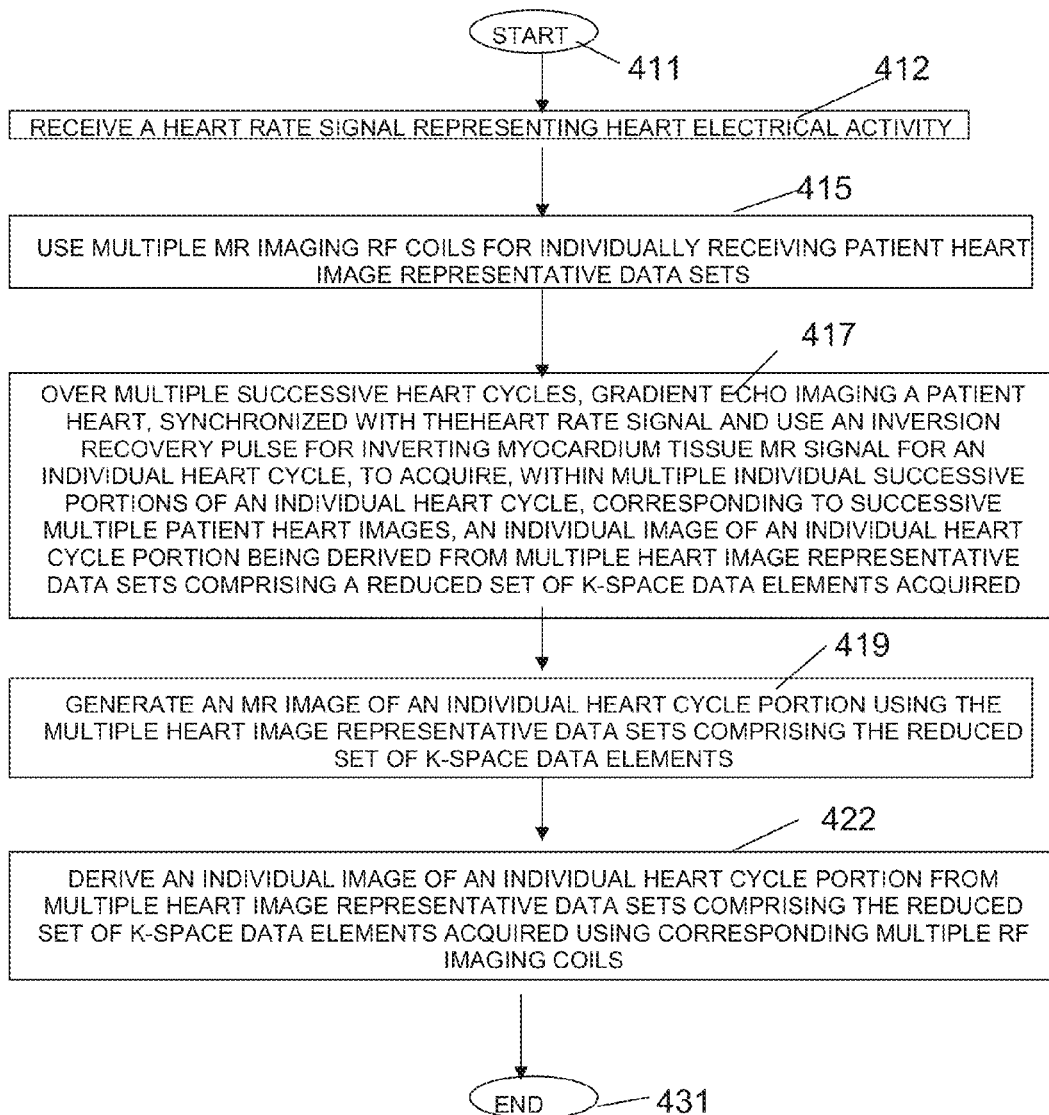 START
411
412
RECEIVE A HEART RATE SIGNAL REPRESENTING HEART ELECTRICAL ACTIVITY
415
USE MULTIPLE MR IMAGING RF COILS FOR INDIVIDUALLY RECEIVING PATIENT HEART
IMAGE REPRESENTATIVE DATA SETS
417
OVER MULTIPLE SUCCESSIVE HEART CYCLES, GRADIENT ECHO IMAGING A PATIENT
HEART, SYNCHRONIZED WITH THEHEART RATE SIGNAL AND USE AN INVERSION
RECOVERY PULSE FOR INVERTING MYOCARDIUM TISSUE MR SIGNAL FOR AN
INDIVIDUAL HEART CYCLE, TO ACQUIRE, WITHIN MULTIPLE INDIVIDUAL SUCCESSIVE
PORTIONS OF AN INDIVIDUAL HEART CYCLE, CORRESPONDING TO SUCCESSIVE
MULTIPLE PATIENT HEART IMAGES, AN INDIVIDUAL IMAGE OF AN INDIVIDUAL HEART
CYCLE PORTION BEING DERIVED FROM MULTIPLE HEART IMAGE REPRESENTATIVE
DATA SETS COMPRISING A REDUCED SET OF K-SPACE DATA ELEMENTS ACQUIRED
419
GENERATE AN MR IMAGE OF AN INDIVIDUAL HEART CYCLE PORTION USING THE
MULTIPLE HEART IMAGE REPRESENTATIVE DATA SETS COMPRISING THE REDUCED
SET OF K-SPACE DATA ELEMENTS
422
DERIVE AN INDIVIDUAL IMAGE OF AN INDIVIDUAL HEART CYCLE PORTION FROM
MULTIPLE HEART IMAGE REPRESENTATIVE DATA SETS COMPRISING THE REDUCED
SET OF K-SPACE DATA ELEMENTS ACQUIRED USING CORRESPONDING MULTIPLE RF
IMAGING COILS
END
431